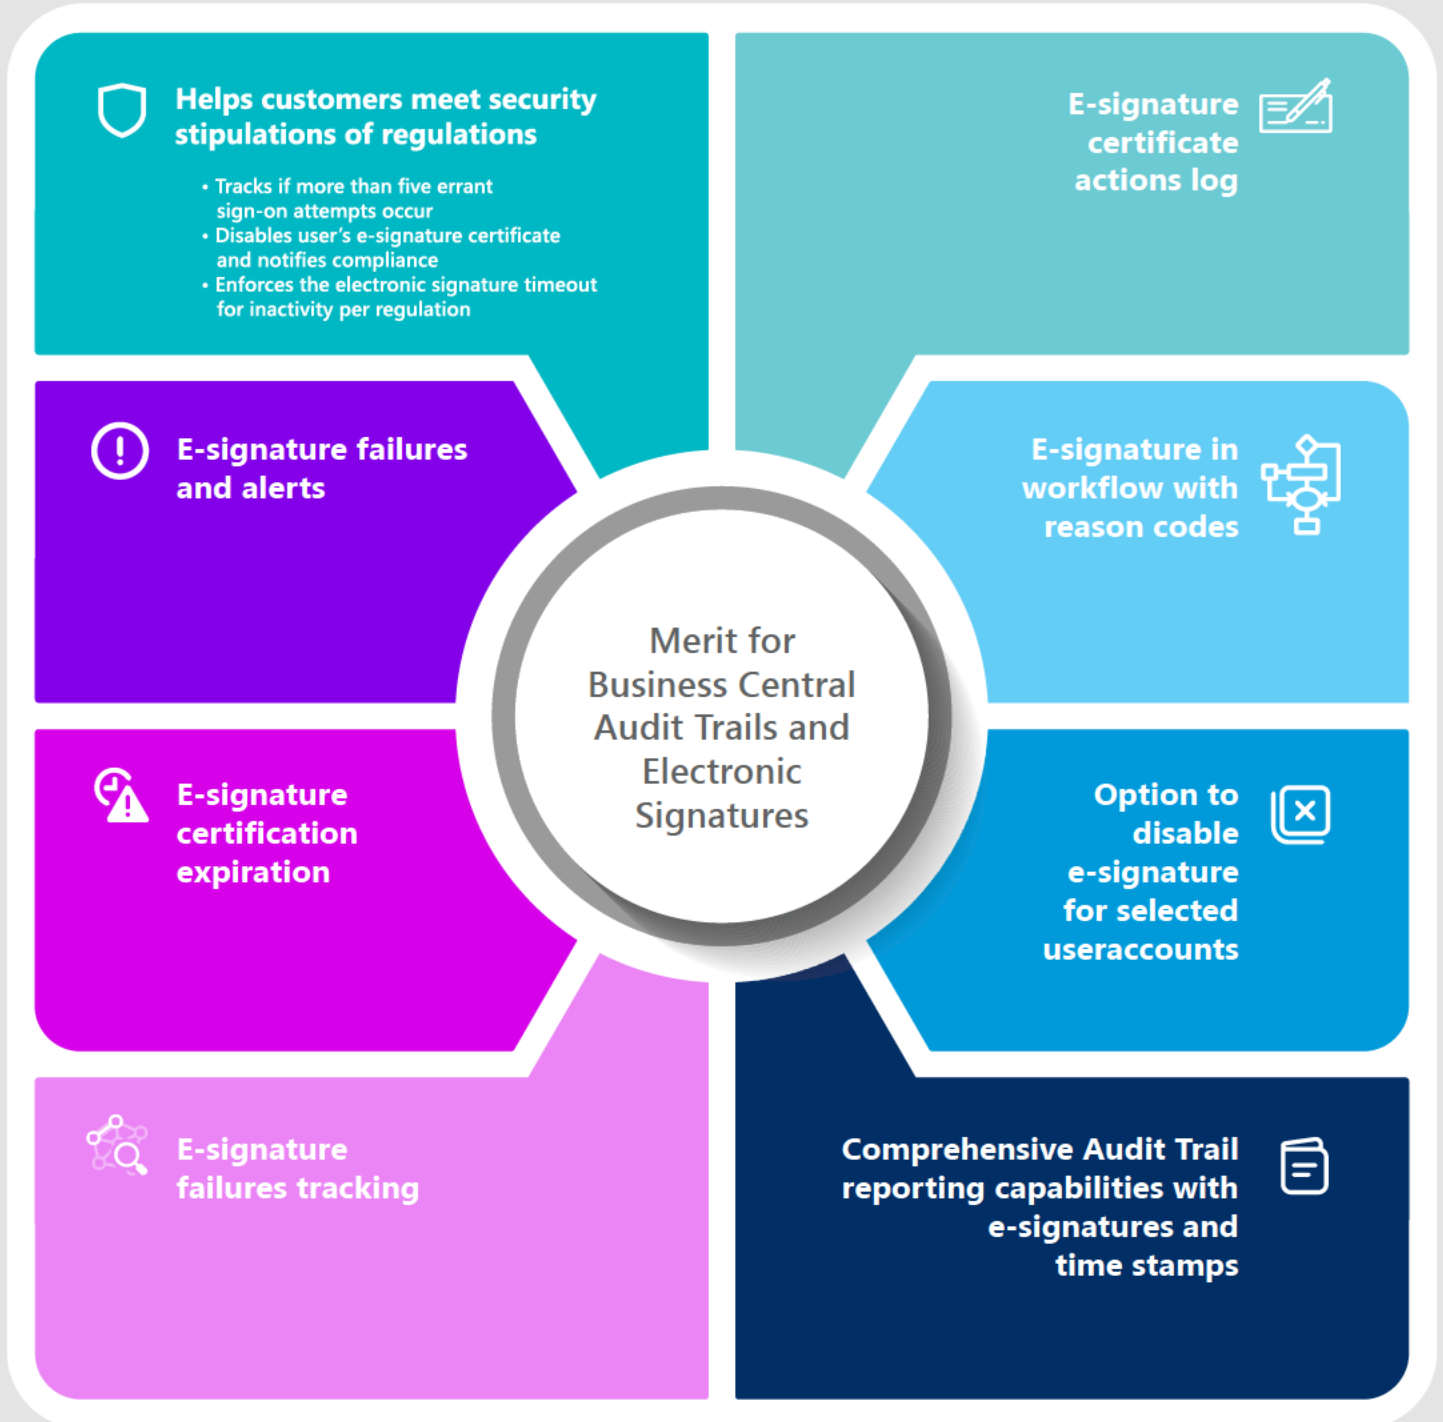 Helps customers meet security
stipulations of regulations
• Tracks if more than five errant
sign-on attempts occur
• Disables user's e-signature certificate
and notifies compliance
• Enforces the electronic signature timeout
for inactivity per regulation
E-signature
certificate
actions log
E-signature failures
and alerts
E-signature in
workflow with
reason codes
Merit for
Business Central
Audit Trails and
Electronic
Signatures
E-signature
certification
expiration
Option to
disable
e-signature
for selected
useraccounts
E-signature
failures tracking
Comprehensive Audit Trail
reporting capabilities with
e-signatures and
time stamps